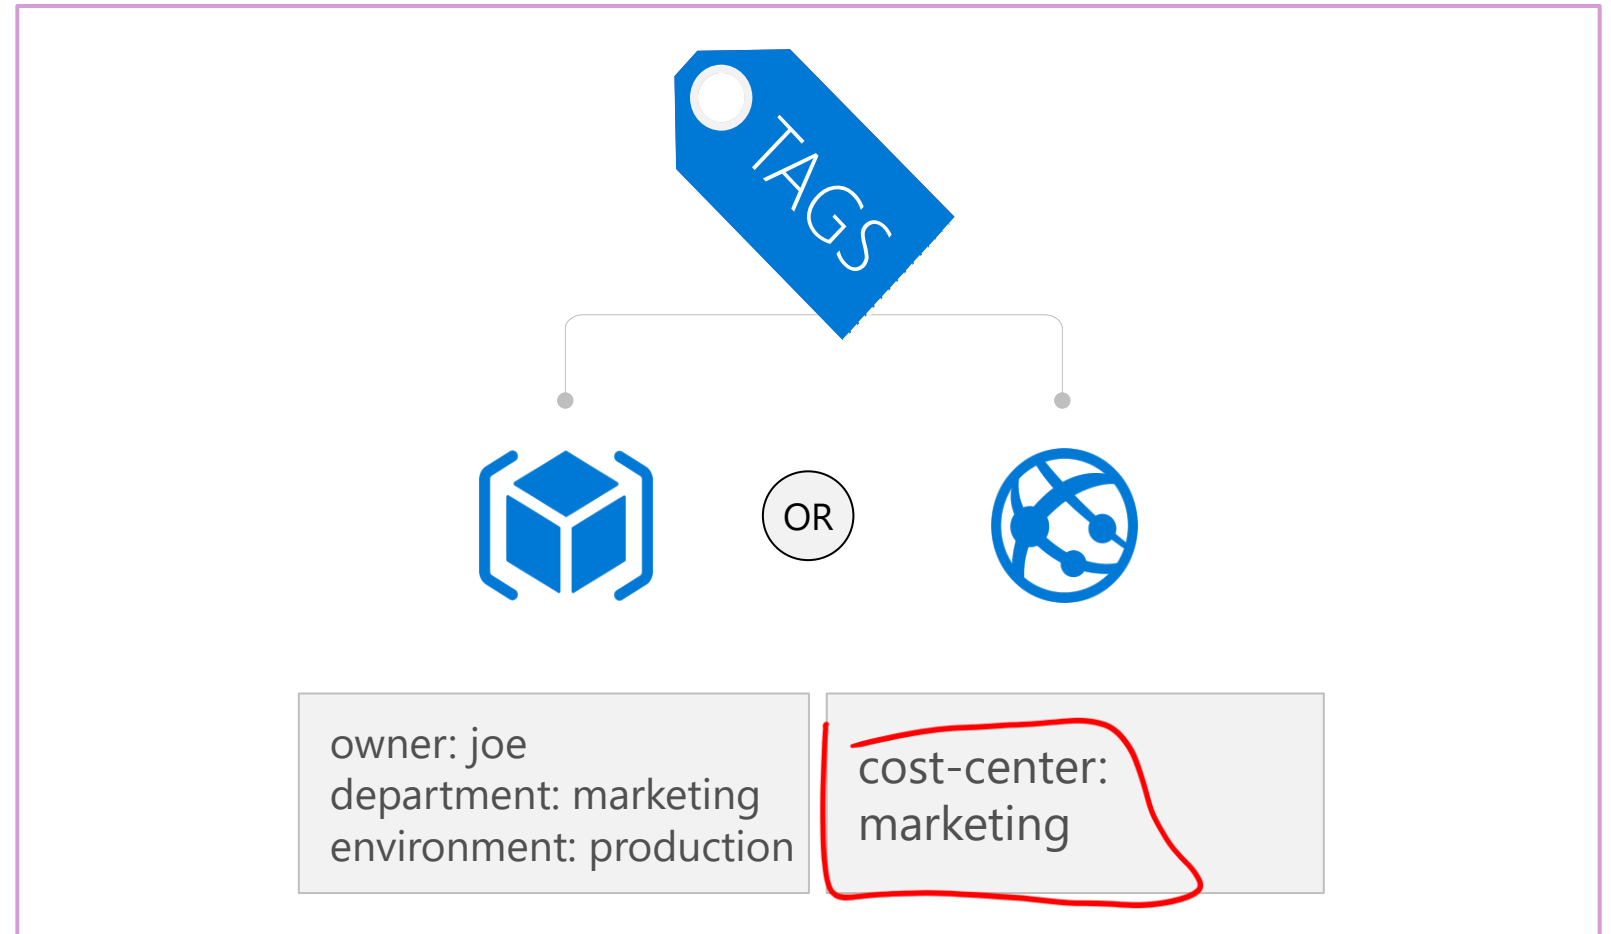 TAGS
OR
owner: joe
department: marketing
environment: production
cost-center:
marketing